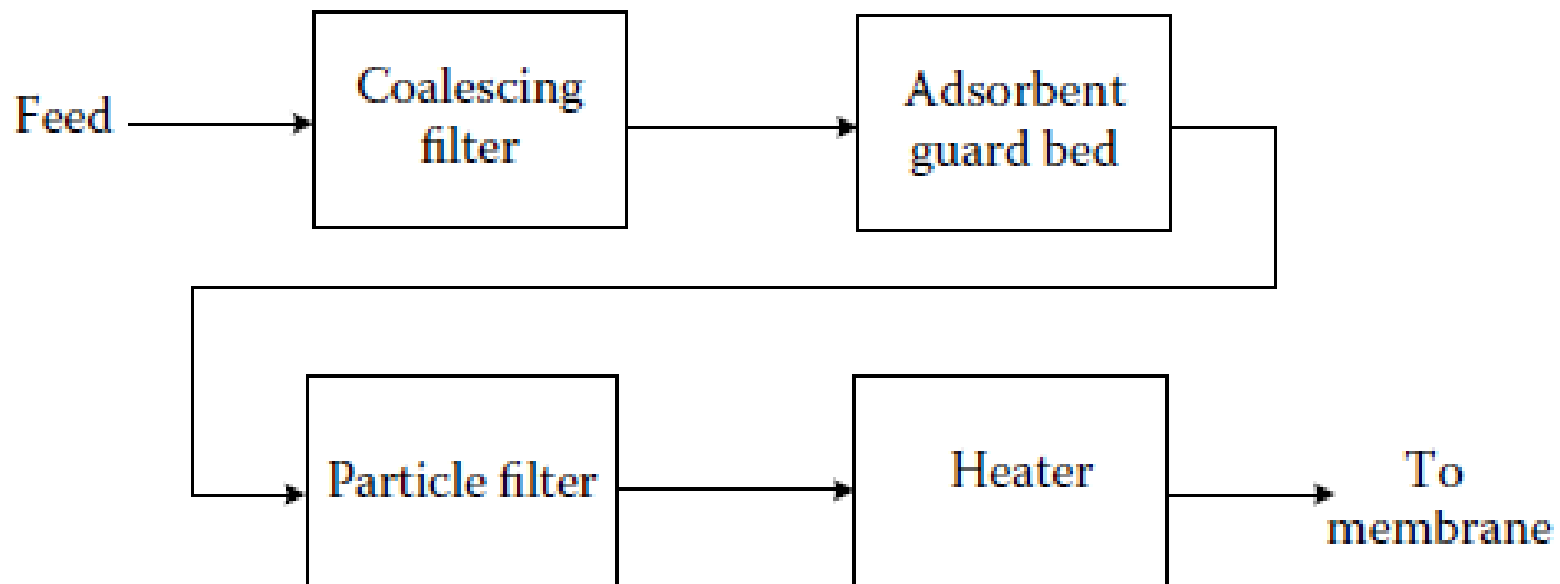 Feed
Coalescing
filter
Adsorbent
guard bed
Particle filter
Heater
To
membrane